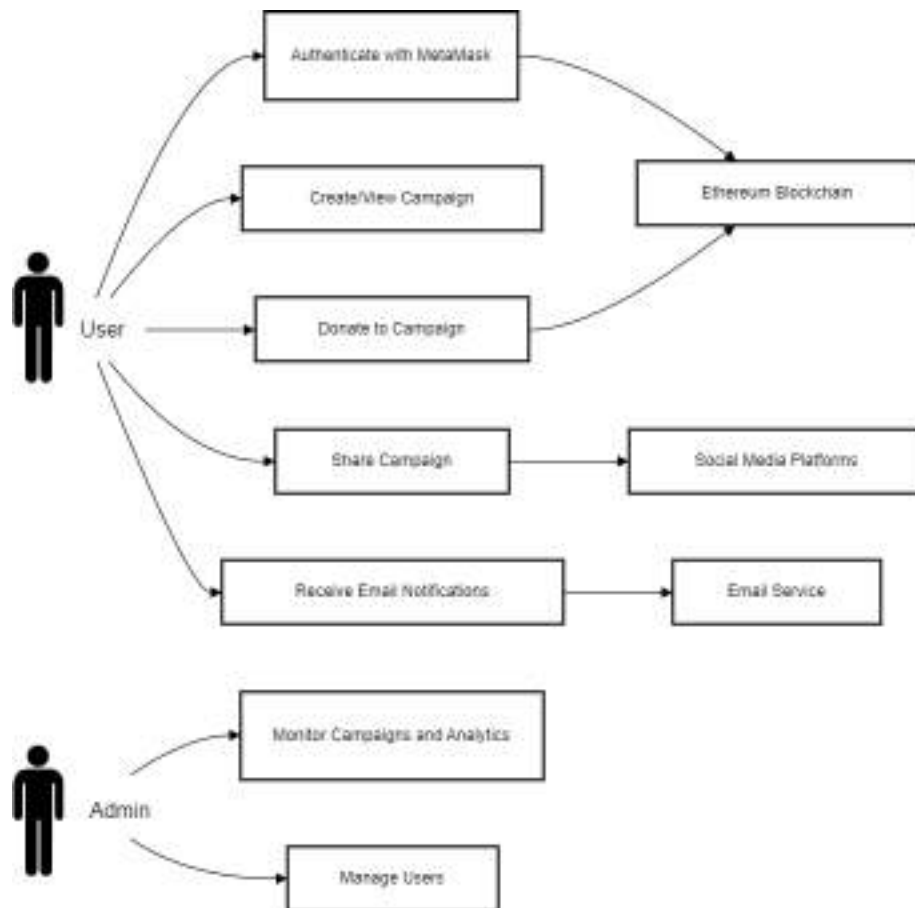 Authenticate with MetaMask
Create/View Campaign
Ethereum Blockchain
User
Donate to Campaign
Share Campaign
Social Media Platforms
Receive Email Notifications
Email Service
Monitor Campaigns and Analytics
Admin
Manage Users